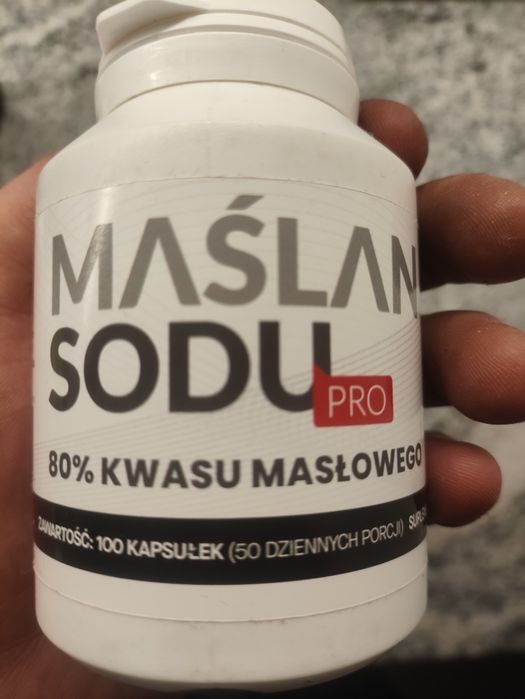 MAŚLAN
SODU
PRO
80% KWASU MASŁOWEGO
ZAWARTOŚĆ: 100 KAPSUŁEK (50 DZIENNYCH PORCJI)